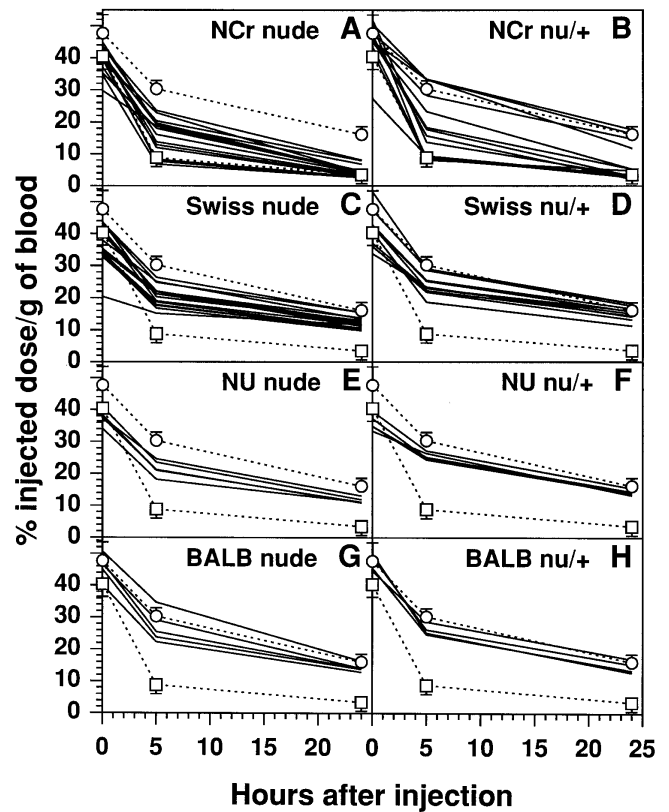 NCr nude A
NCr nu/+ B
40
30
20
10
0
Swiss nude C
Swiss nu/+ D
40
30
20
10
0
NU nude E
NU nu/+ F
40
30
20
10
0
BALB nude G
BALB nu/+ H
40
30
20
10
0
% injected dose/g of blood
0 5 10 15 20 0 5 10 15 20 25
Hours after injection